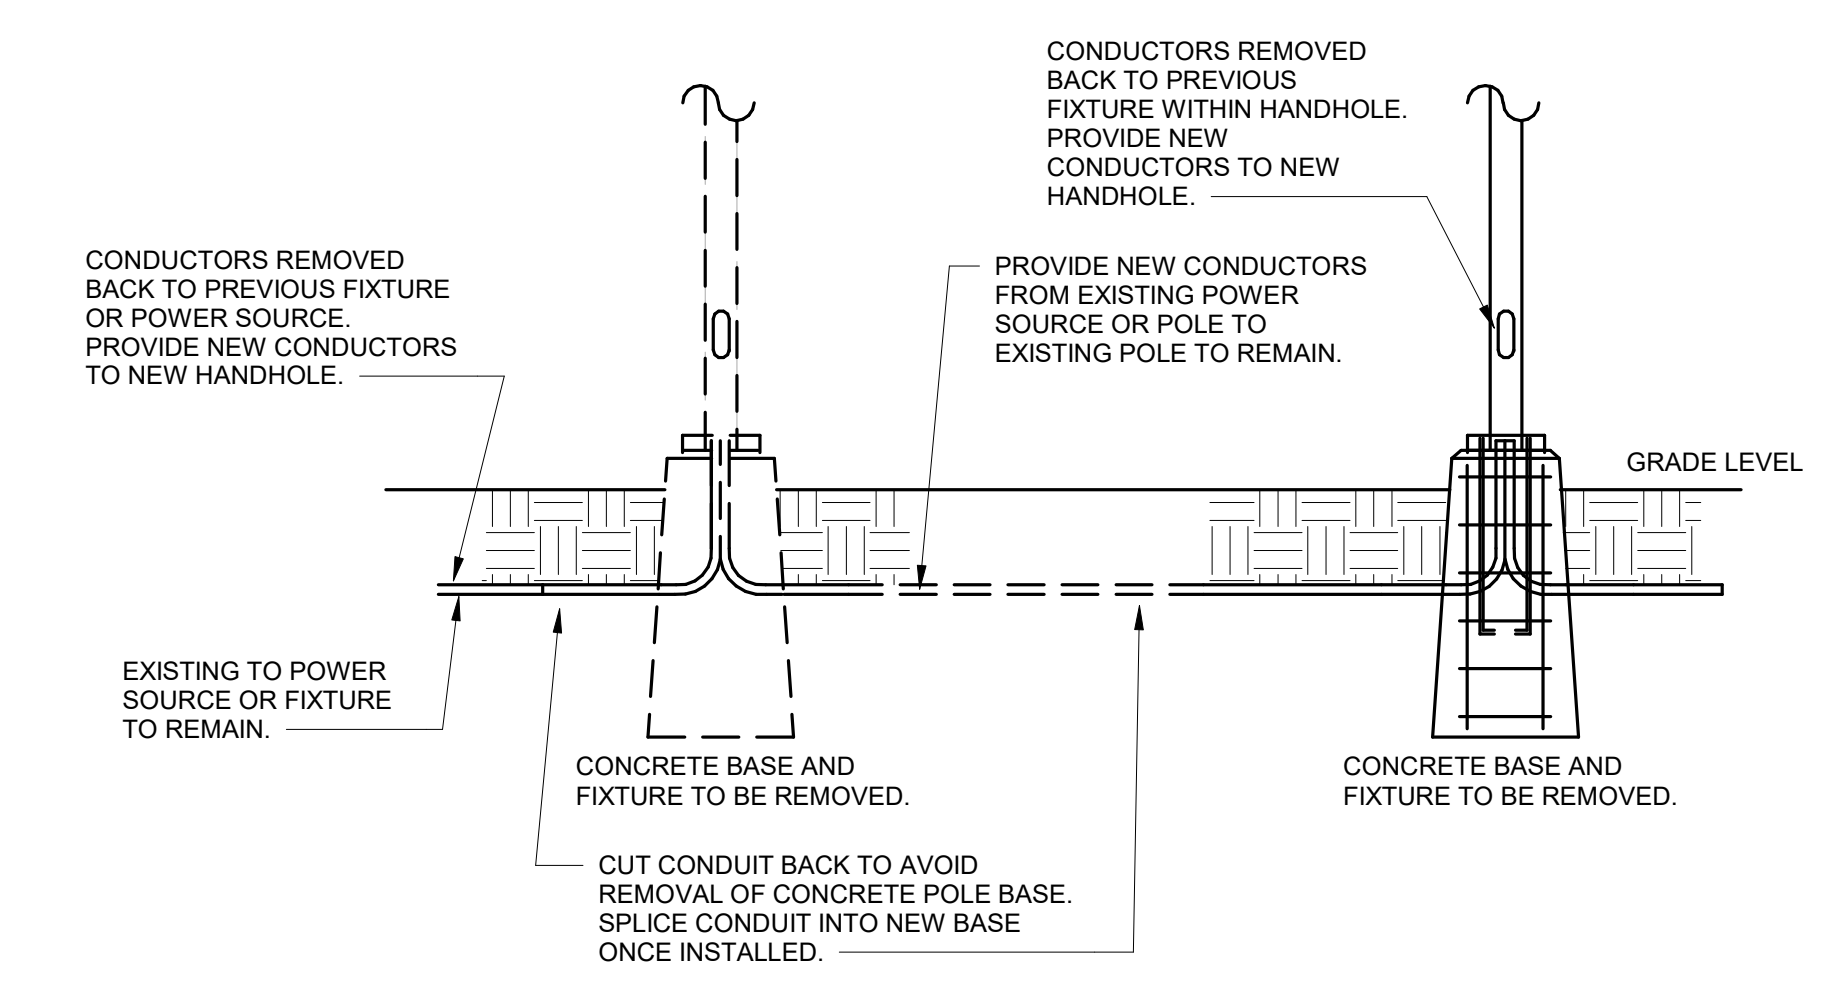 CONDUCTORS REMOVED
BACK TO PREVIOUS
FIXTURE WITHIN HANDHOLE.
PROVIDE NEW
CONDUCTORS TO NEW
HANDHOLE.
CONDUCTORS REMOVED
BACK TO PREVIOUS FIXTURE
OR POWER SOURCE.
PROVIDE NEW CONDUCTORS
TO NEW HANDHOLE.
PROVIDE NEW CONDUCTORS
FROM EXISTING POWER
SOURCE OR POLE TO
EXISTING POLE TO REMAIN.
GRADE LEVEL
EXISTING TO POWER
SOURCE OR FIXTURE
TO REMAIN.
CONCRETE BASE AND
FIXTURE TO BE REMOVED.
CONCRETE BASE AND
FIXTURE TO BE REMOVED.
CUT CONDUIT BACK TO AVOID
REMOVAL OF CONCRETE POLE BASE.
SPLICE CONDUIT INTO NEW BASE
ONCE INSTALLED.